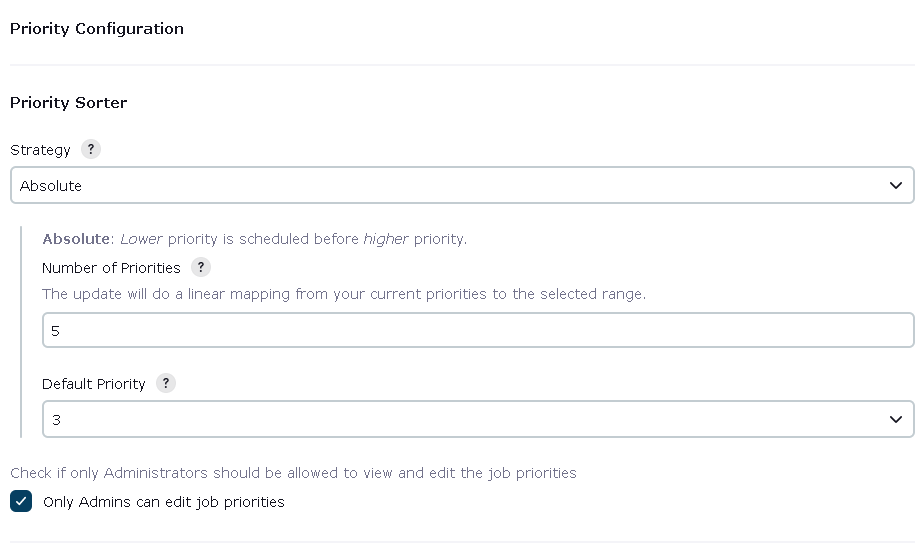 Priority Configuration
Priority Sorter
Strategy ?
Absolute
Absolute: Lower priority is scheduled before higher priority.
Number of Priorities ?
The update will do a linear mapping from your current priorities to the selected range.
5
Default Priority ?
3
Check if only Administrators should be allowed to view and edit the job priorities
Only Admins can edit job priorities